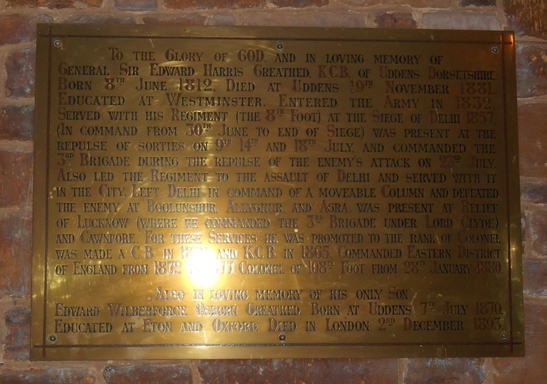 TO THE GLORY OF GOD, AND IN LOVING MEMORY OF
GENERAL SIR EDWARD HARRIS GREATHED, K.C.B. OF UDDENS, DORSETSHIRE.
BORN 8TH JUNE 1812, DIED AT UDDENS 19TH NOVEMBER 1881.
EDUCATED AT WESTMINSTER. ENTERED THE ARMY IN 1832.
SERVED WITH HIS REGIMENT (THE 8TH FOOT) AT THE SIEGE OF DELHI 1857,
(IN COMMAND FROM 30TH JUNE TO END OF SIEGE) WAS PRESENT AT THE
REPULSE OF SORTIES ON 9TH 14TH AND 18TH JULY, AND COMMANDED THE
3RD BRIGADE DURING THE REPULSE OF THE ENEMY'S ATTACK ON 23RD JULY.
ALSO LED THE REGIMENT TO THE ASSAULT OF DELHI AND SERVED WITH IT
IN THE CITY. LEFT DELHI IN COMMAND OF A MOVEABLE COLUMN AND DEFEATED
THE ENEMY AT BOOLUNSHUR, ALLYGHUR AND AGRA. WAS PRESENT AT RELIEF
OF LUCKNOW (WHERE HE COMMANDED THE 3RD BRIGADE UNDER LORD CLYDE)
AND CAWNPORE. FOR THESE SERVICES HE WAS PROMOTED TO THE RANK OF COLONEL
WAS MADE A C.B. IN AND K.C.B. IN 1865. COMMANDED EASTERN DISTRICT
OF ENGLAND FROM 1872 COLONEL OF 108TH FOOT FROM 28TH JANUARY 1880.
ALSO IN LOVING MEMORY OF HIS ONLY SON
EDWARD WILBERFORCE GREATHED, BORN AT UDDENS 7TH JULY 1870,
EDUCATED AT ETON AND OXFORD. DIED IN LONDON 2ND DECEMBER 1893.